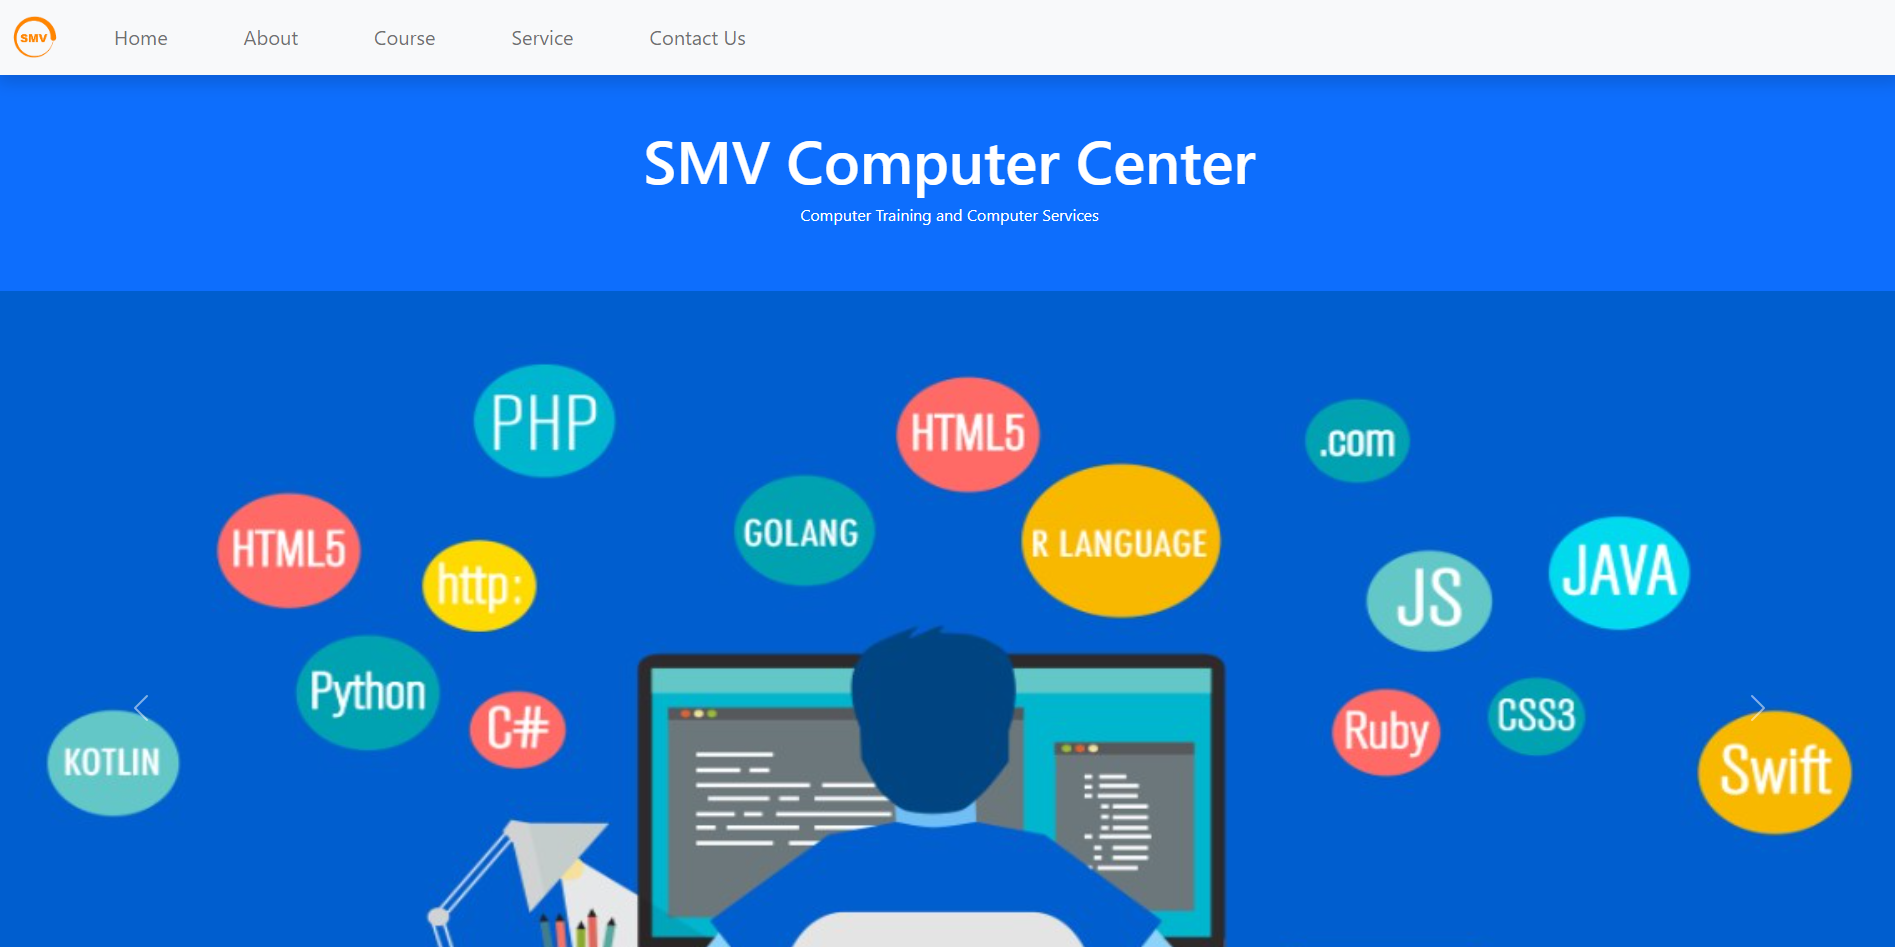 SMV
Home
About
Course
Service
Contact Us
SMV Computer Center
Computer Training and Computer Services
PHP
HTML5
.com
HTML5
http:
GOLANG
R LANGUAGE
JS
JAVA
Python
C#
KOTLIN
Ruby
CSS3
Swift